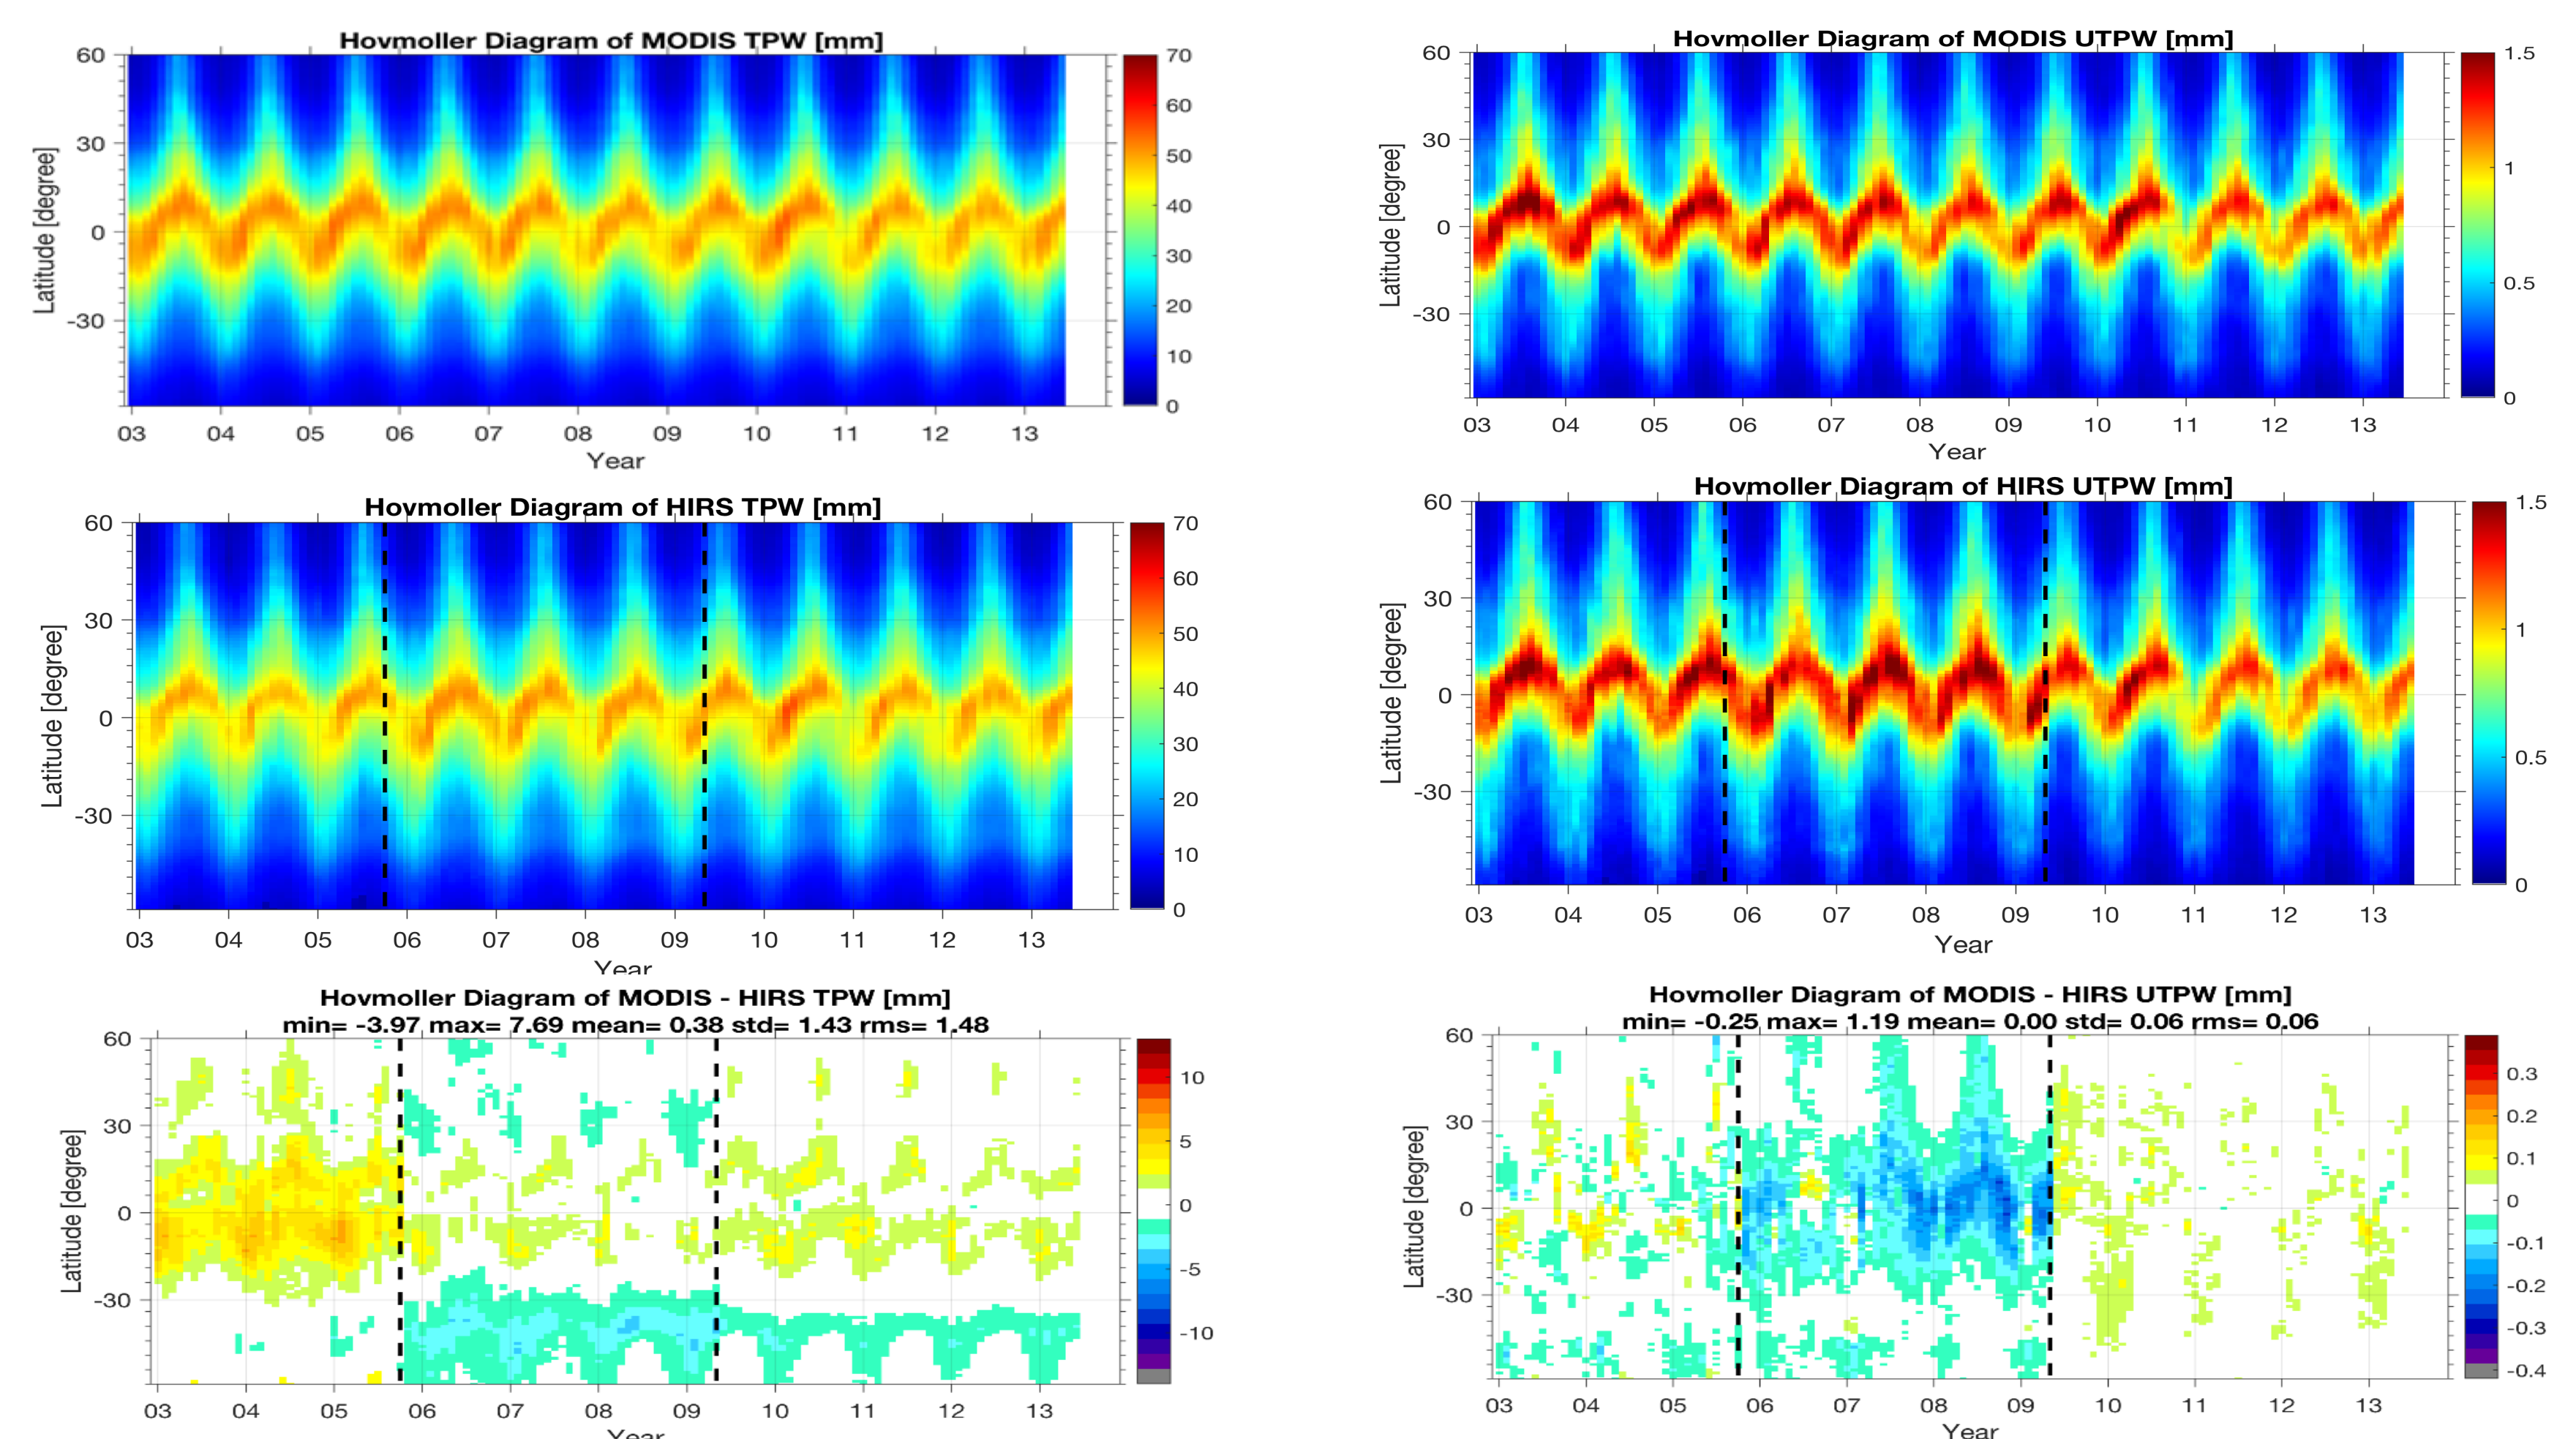 Hovmoller Diagram of MODIS TPW [mm]
60
30
0
-30
Latitude [degree]
03 04 05 06 07 08 09 10 11 12 13
Year
70
60
50
40
30
20
10
0
Hovmoller Diagram of MODIS UTPW [mm]
60
30
0
-30
Latitude [degree]
03 04 05 06 07 08 09 10 11 12 13
Year
1.5
1
0.5
0
Hovmoller Diagram of HIRS TPW [mm]
60
30
0
-30
Latitude [degree]
03 04 05 06 07 08 09 10 11 12 13
Year
70
60
50
40
30
20
10
0
Hovmoller Diagram of HIRS UTPW [mm]
60
30
0
-30
Latitude [degree]
03 04 05 06 07 08 09 10 11 12 13
Year
1.5
1
0.5
0
Hovmoller Diagram of MODIS - HIRS TPW [mm]
min= -3.97 max= 7.69 mean= 0.38 std= 1.43 rms= 1.48
60
30
0
-30
Latitude [degree]
03 04 05 06 07 08 09 10 11 12 13
Year
10
5
0
-5
-10
Hovmoller Diagram of MODIS - HIRS UTPW [mm]
min= -0.25 max= 1.19 mean= 0.00 std= 0.06 rms= 0.06
60
30
0
-30
Latitude [degree]
03 04 05 06 07 08 09 10 11 12 13
Year
0.3
0.2
0.1
0
-0.1
-0.2
-0.3
-0.4